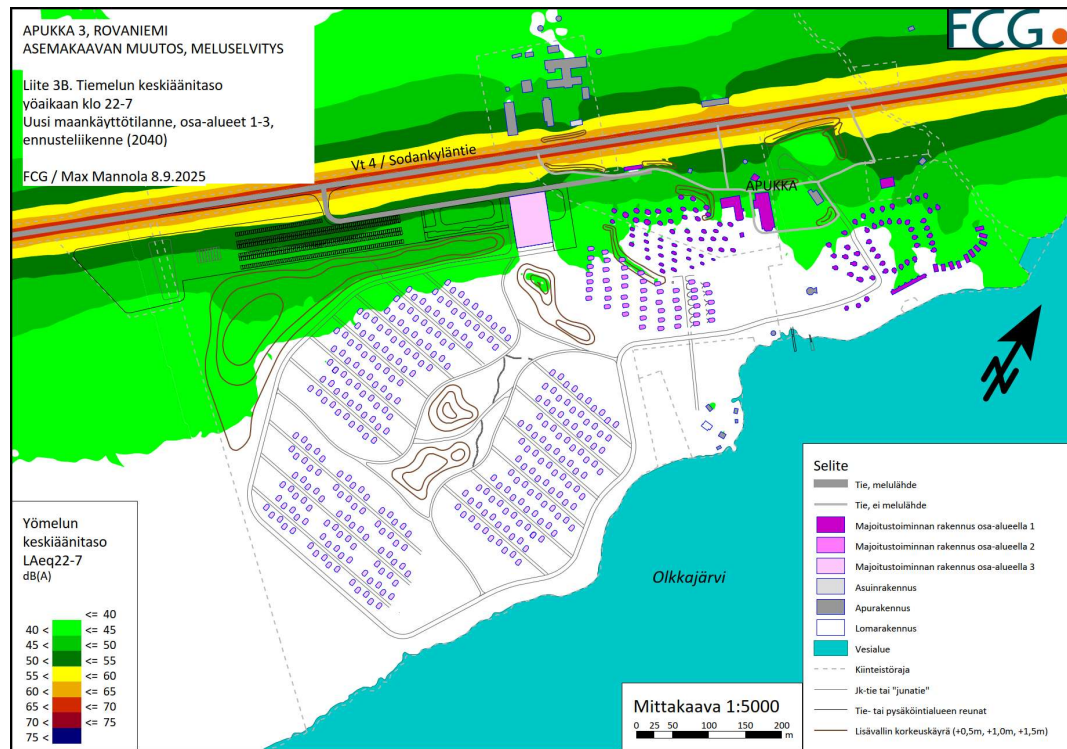 APUKKA 3, ROVANIEMI
ASEMAKAAVAN MUUTOS, MELUSELVITYS
Liite 3B. Tiemelun keskiäänitaso
yöaikaan klo 22-7
Uusi maankäyttötilanne, osa-alueet 1-3,
ennusteliikenne (2040)
FCG / Max Mannola 8.9.2025
FCG
Vt 4 / Sodankyläntie
APUKKA
Olkkajärvi
N
Yömelun
keskiäänitaso
LAeq22-7
dB(A)
<= 40
40 < <= 45
45 < <= 50
50 < <= 55
55 < <= 60
60 < <= 65
65 < <= 70
70 < <= 75
75 <
Mittakaava 1:5000
0 25 50 100 150 200
m
Selite
Tie, melulähde
Tie, ei melulähde
Majoitustoiminnan rakennus osa-alueella 1
Majoitustoiminnan rakennus osa-alueella 2
Majoitustoiminnan rakennus osa-alueella 3
Asuinrakennus
Apurakennus
Lomarakennus
Vesialue
Kiinteistöraja
Jk-tie tai "junatie"
Tie- tai pysäköintialueen reunat
Lisävallin korkeuskäyrä (+0,5m, +1,0m, +1,5m)